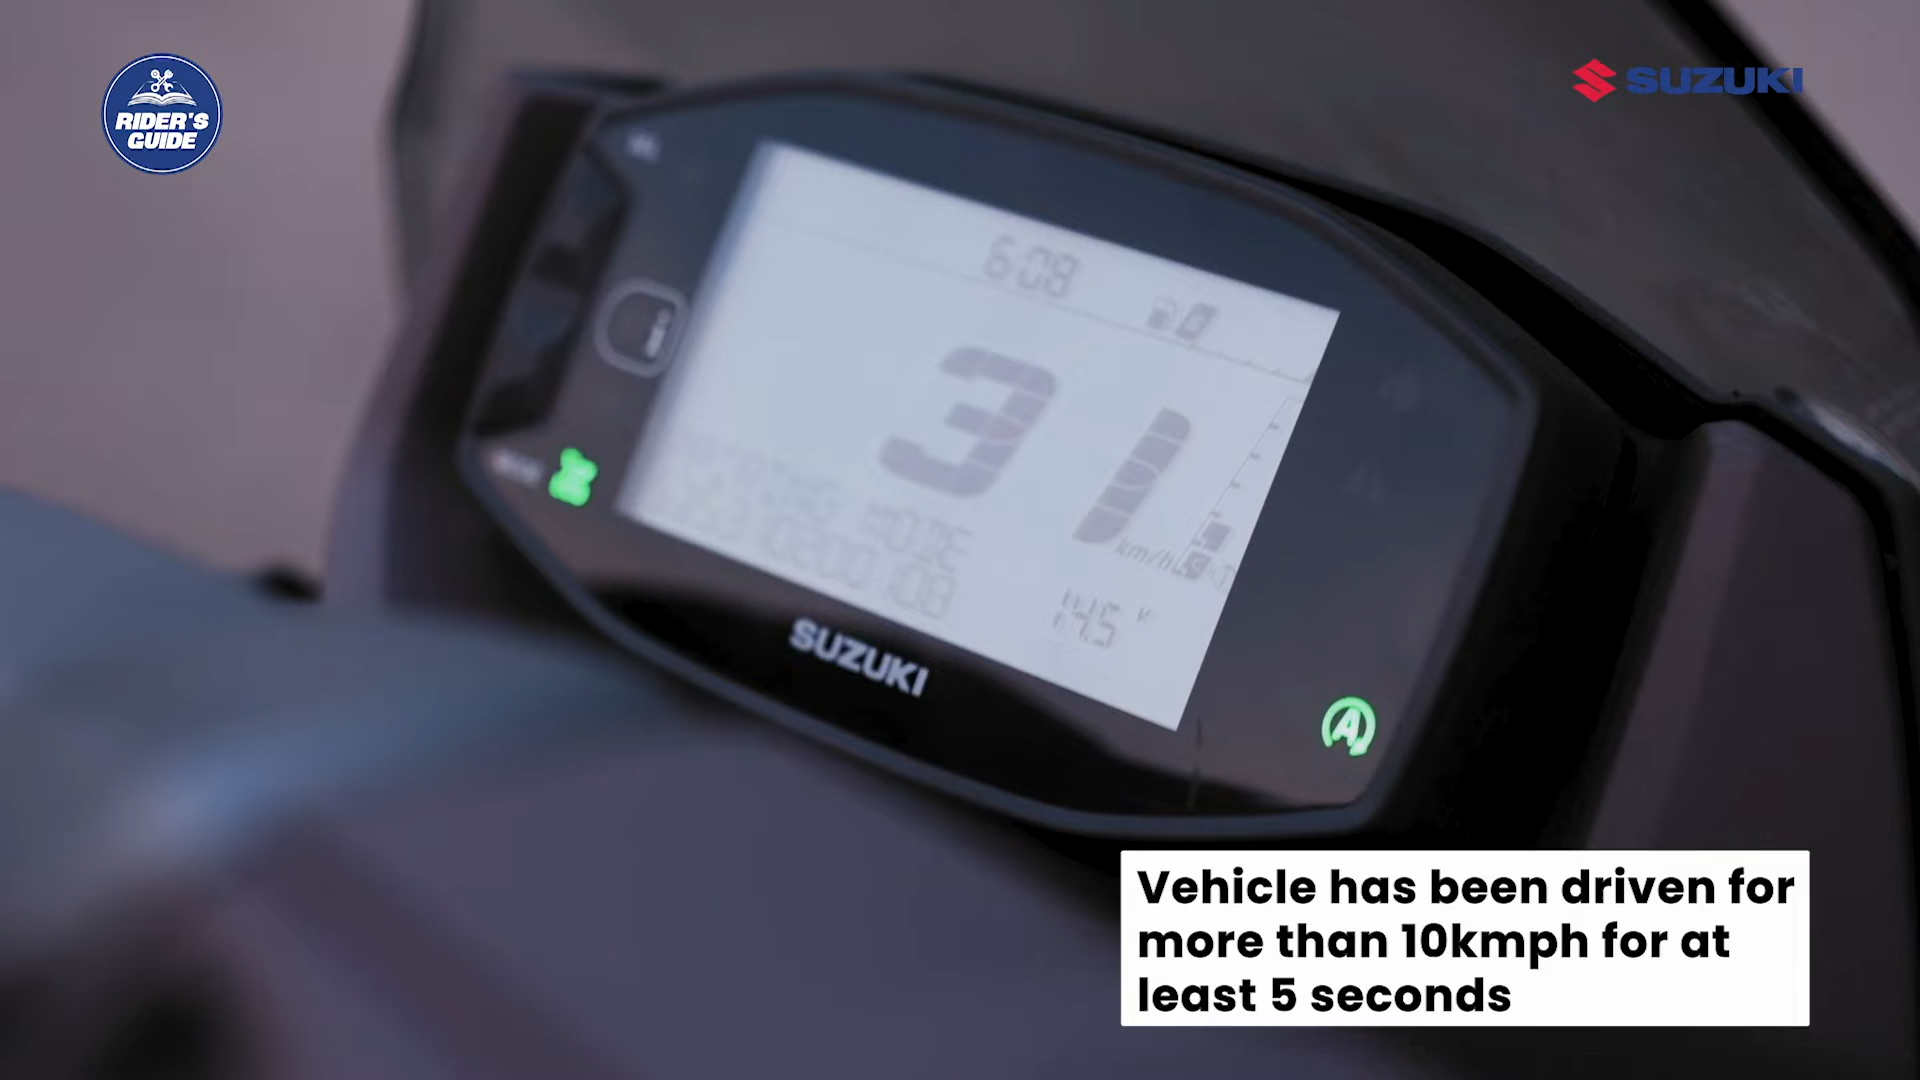 RIDER'S
GUIDE
SUZUKI
6:08
31
km/h
14.5 V
SUZUKI
A
Vehicle has been driven for
more than 10kmph for at
least 5 seconds